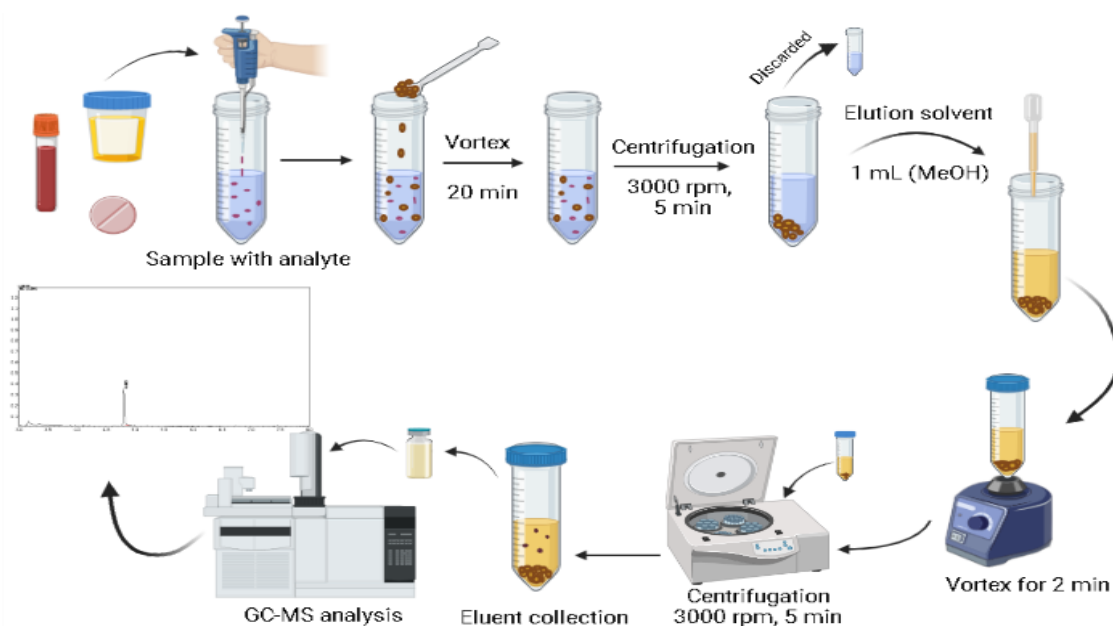 Discarded
Elution solvent
1 mL (MeOH)
Vortex
20 min
Centrifugation
3000 rpm,
5 min
Sample with analyte
Vortex for 2 min
Centrifugation
3000 rpm, 5 min
Eluent collection
GC-MS analysis